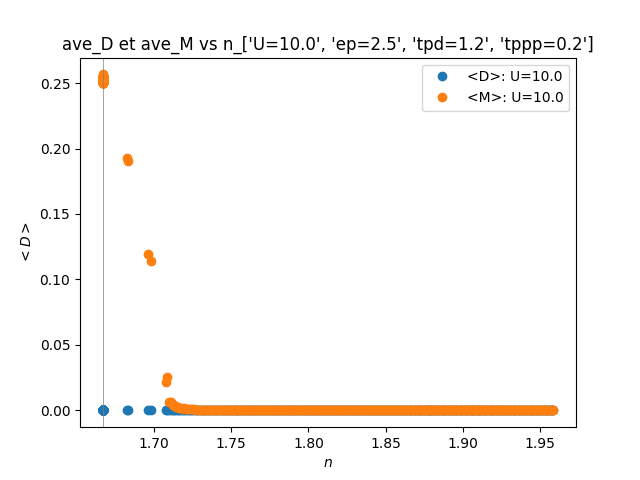 ave_D et ave_M vs n_['U=10.0', 'ep=2.5', 'tpd=1.2', 'tppp=0.2']
<D>: U=10.0
<M>: U=10.0
0.25
0.20
0.15
0.10
0.05
0.00
< D >
1.70
1.75
1.80
1.85
1.90
1.95
n